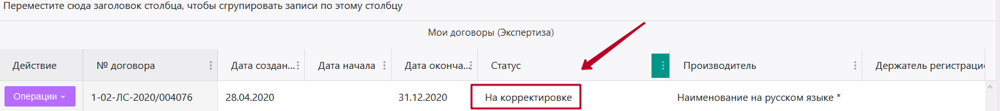 Переместите сюда заголовок столбца, чтобы сгрупировать записи по этому столбцу
Мои договоры (Экспертиза)
Действие № договора Дата создан... Дата начала Дата оконча... Статус Производитель Держатель регистрацио
Операции 1-02-ЛС-2020/004076 28.04.2020 31.12.2020 На корректировке Наименование на русском языке *